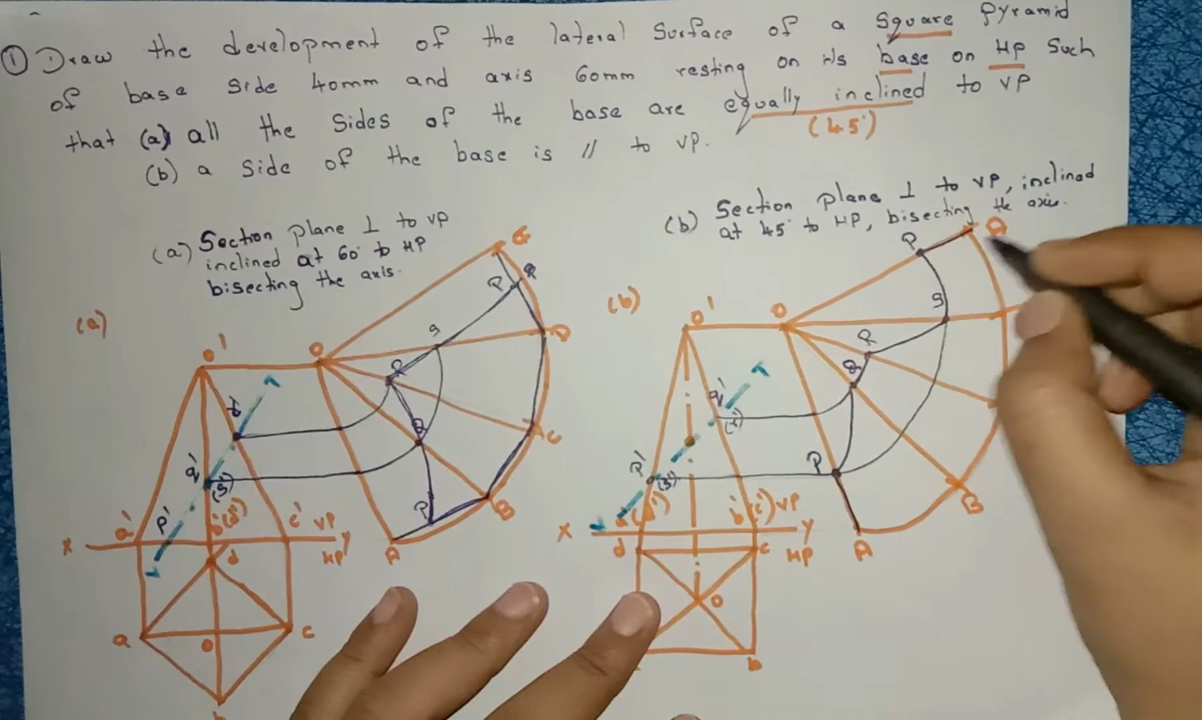 ① Draw the development of the lateral Surface of a Square Pyramid
of base side 40mm and axis 60mm resting on its base on HP Such
that (a) all the Sides of the base are equally inclined to VP
(45°)
(b) a side of the base is // to VP.
(a) Section plane ⊥ to VP
inclined at 60° to HP
bisecting the axis.
(b) Section plane ⊥ to VP, inclined
at 45° to HP, bisecting the axis.
(a)
o'
O
A
B
C
D
P
Q
R
S
R
q'
(s')
p'
a'
b'(d')
c'
VP
X
Y
HP
d
a
o
c
(b)
o'
O
P
S
R
Q
P
B
A
q'
p'
(s')
b'(c')
VP
X
Y
HP
d
c
o
b